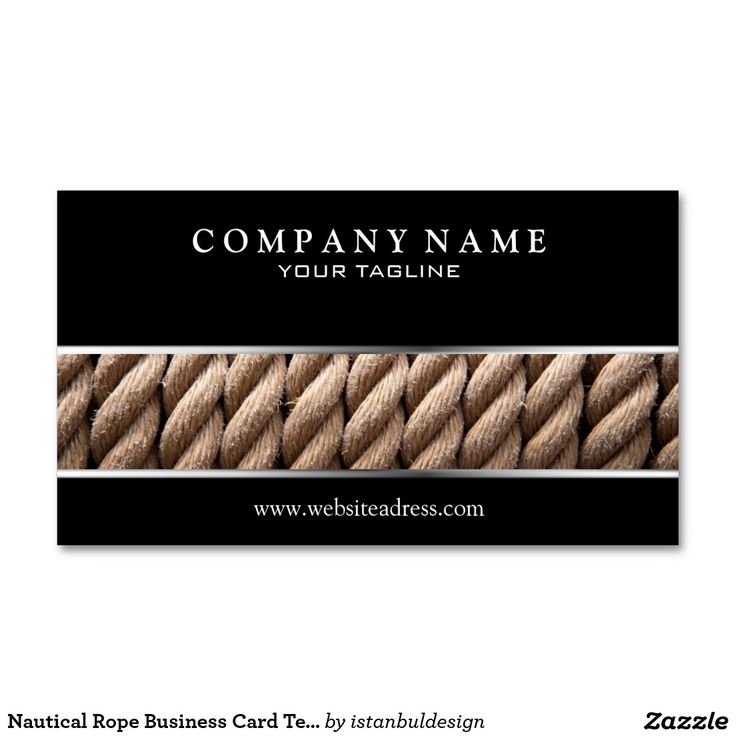 COMPANY NAME
YOUR TAGLINE
www.websiteadress.com
Nautical Rope Business Card Te... by istanbuldesign Zazzle